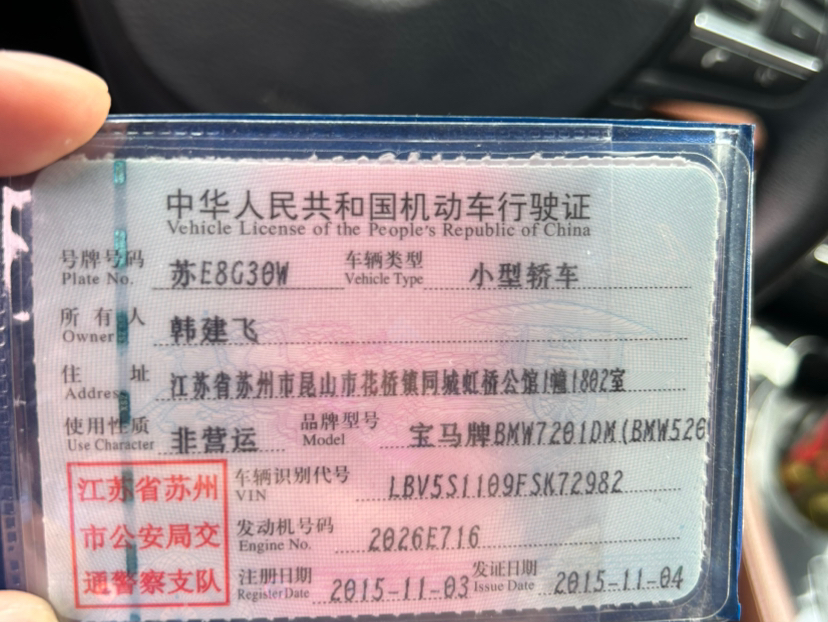 中华人民共和国机动车行驶证
Vehicle License of the People's Republic of China
号牌号码 苏E8G30W 车辆类型 小型轿车
Plate No. Vehicle Type
所有人 韩建飞
Owner
住址 江苏省苏州市昆山市花桥镇同城虹桥公馆1幢1802室
Address
使用性质 非营运 品牌型号 宝马牌BMW7201DM(BMW520
Use Character Model
江苏省苏州 车辆识别代号 LBV5S1109FSK72982
VIN
市公安局交 发动机号码 2026E716
Engine No.
通警察支队 注册日期 2015-11-03 发证日期 2015-11-04
Register Date Issue Date